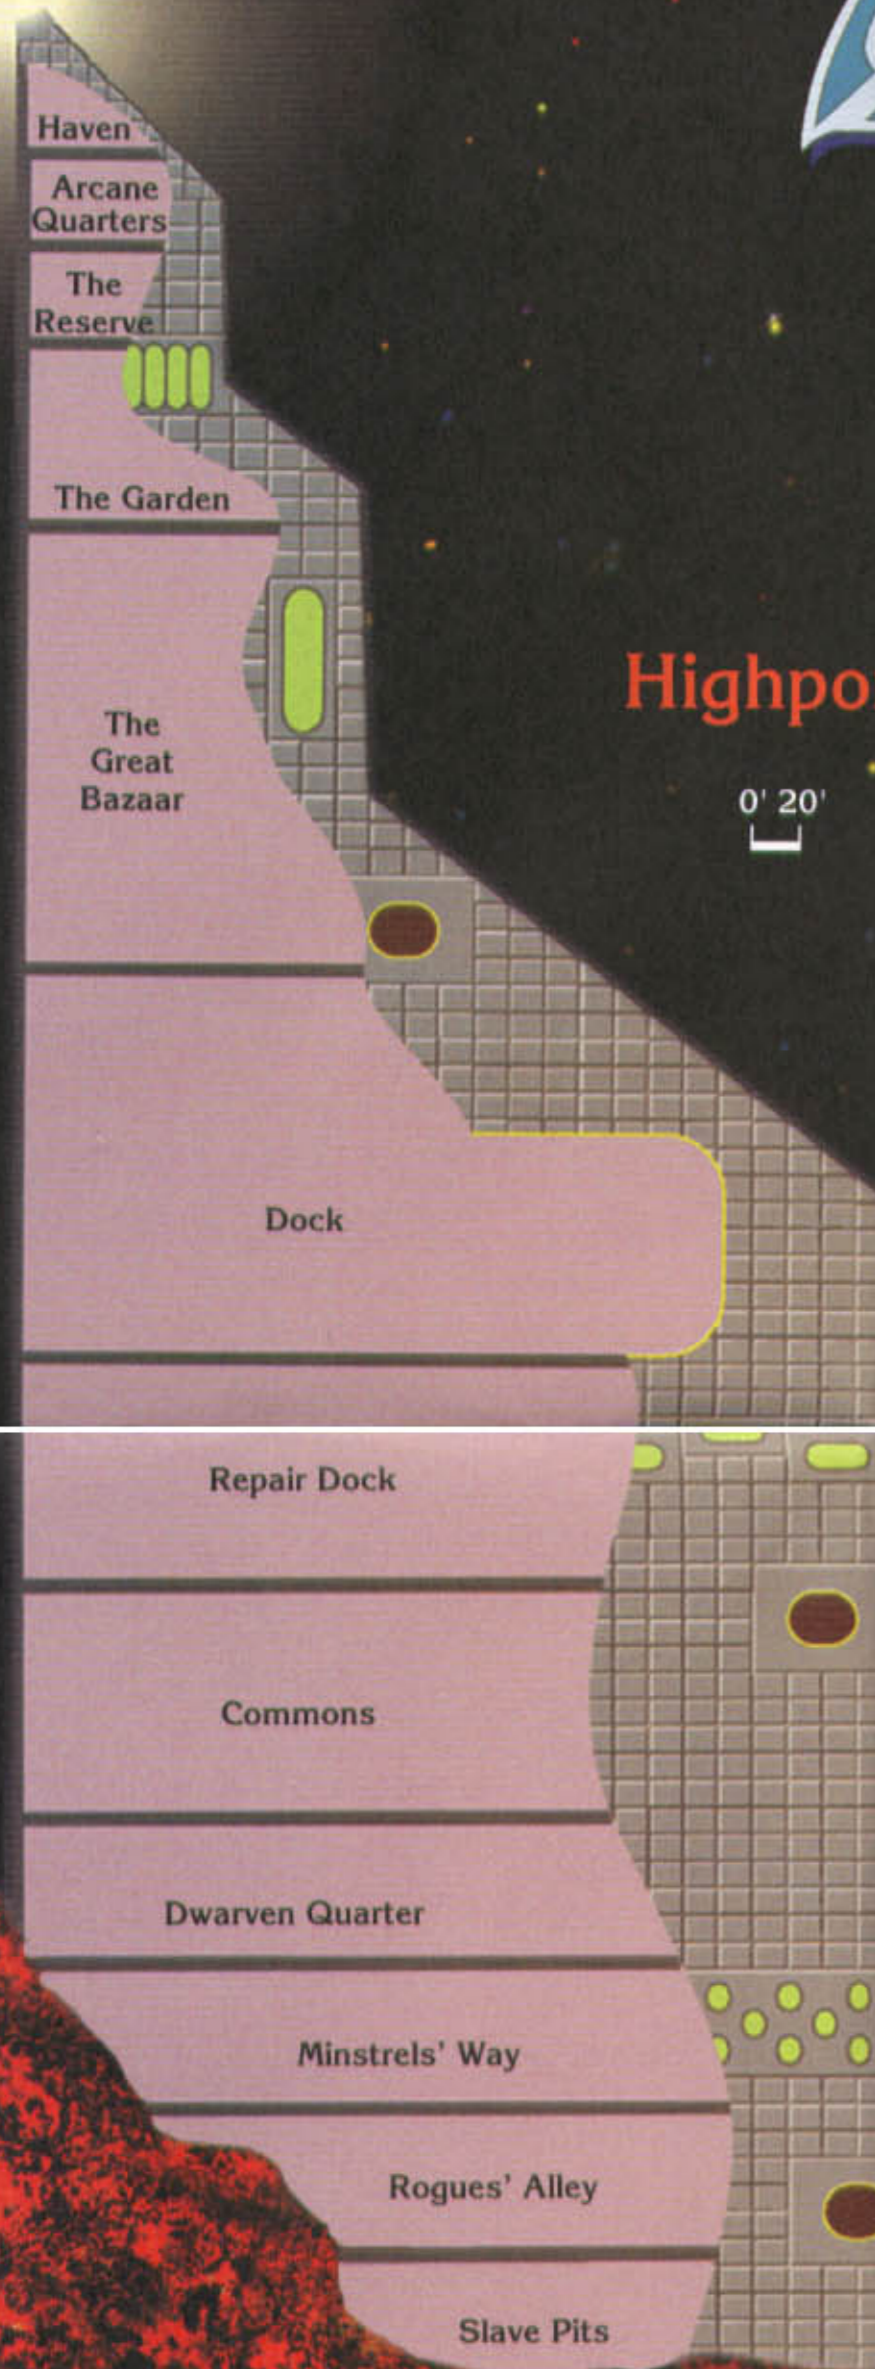 Haven
Arcane
Quarters
The
Reserve
The Garden
The
Great
Bazaar
Highpo
0' 20'
Dock
Repair Dock
Commons
Dwarven Quarter
Minstrels' Way
Rogues' Alley
Slave Pits